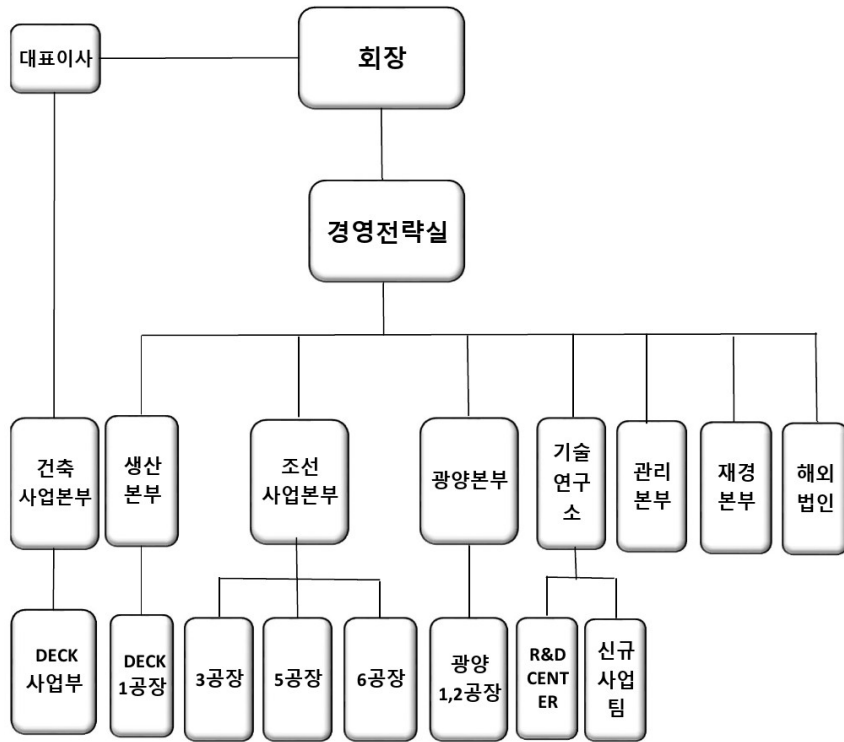 대표이사
회장
경영전략실
건축
사업본부
생산
본부
조선
사업본부
광양본부
기술
연구
소
관리
본부
재경
본부
해외
법인
DECK
사업부
DECK
1공장
3공장
5공장
6공장
광양
1,2공장
R&D
CENT
ER
신규
사업
팀